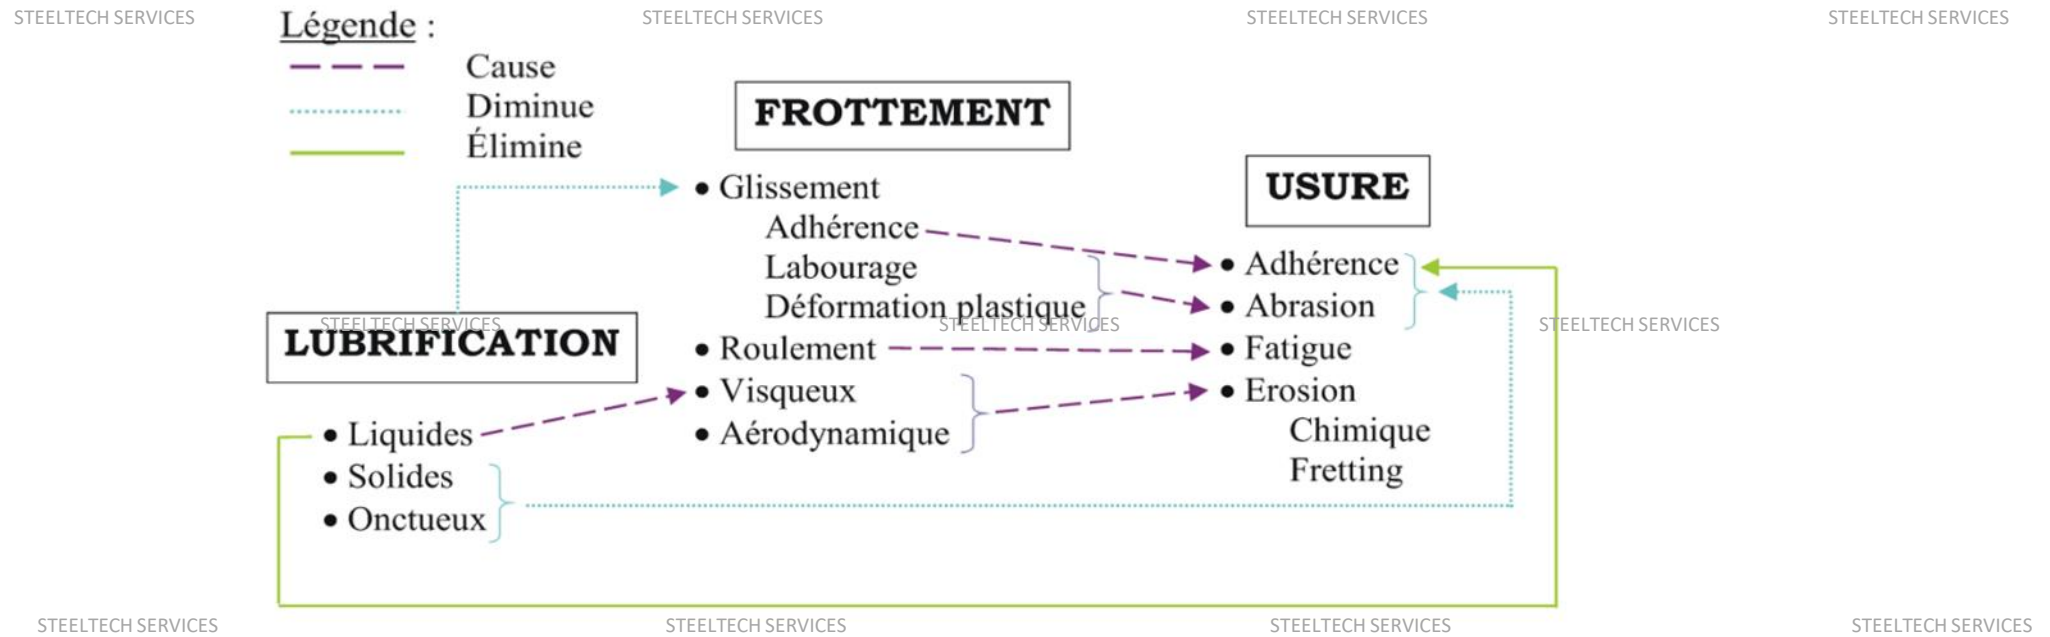 STEELTECH SERVICES STEELTECH SERVICES STEELTECH SERVICES STEELTECH SERVICES
Légende :
Cause
Diminue
Élimine
FROTTEMENT
• Glissement
Adhérence
Labourage
Déformation plastique
• Roulement
• Visqueux
• Aérodynamique
USURE
• Adhérence
• Abrasion
• Fatigue
• Erosion
Chimique
Fretting
STEELTECH SERVICES STEELTECH SERVICES STEELTECH SERVICES
LUBRIFICATION
• Liquides
• Solides
• Onctueux
STEELTECH SERVICES STEELTECH SERVICES STEELTECH SERVICES STEELTECH SERVICES